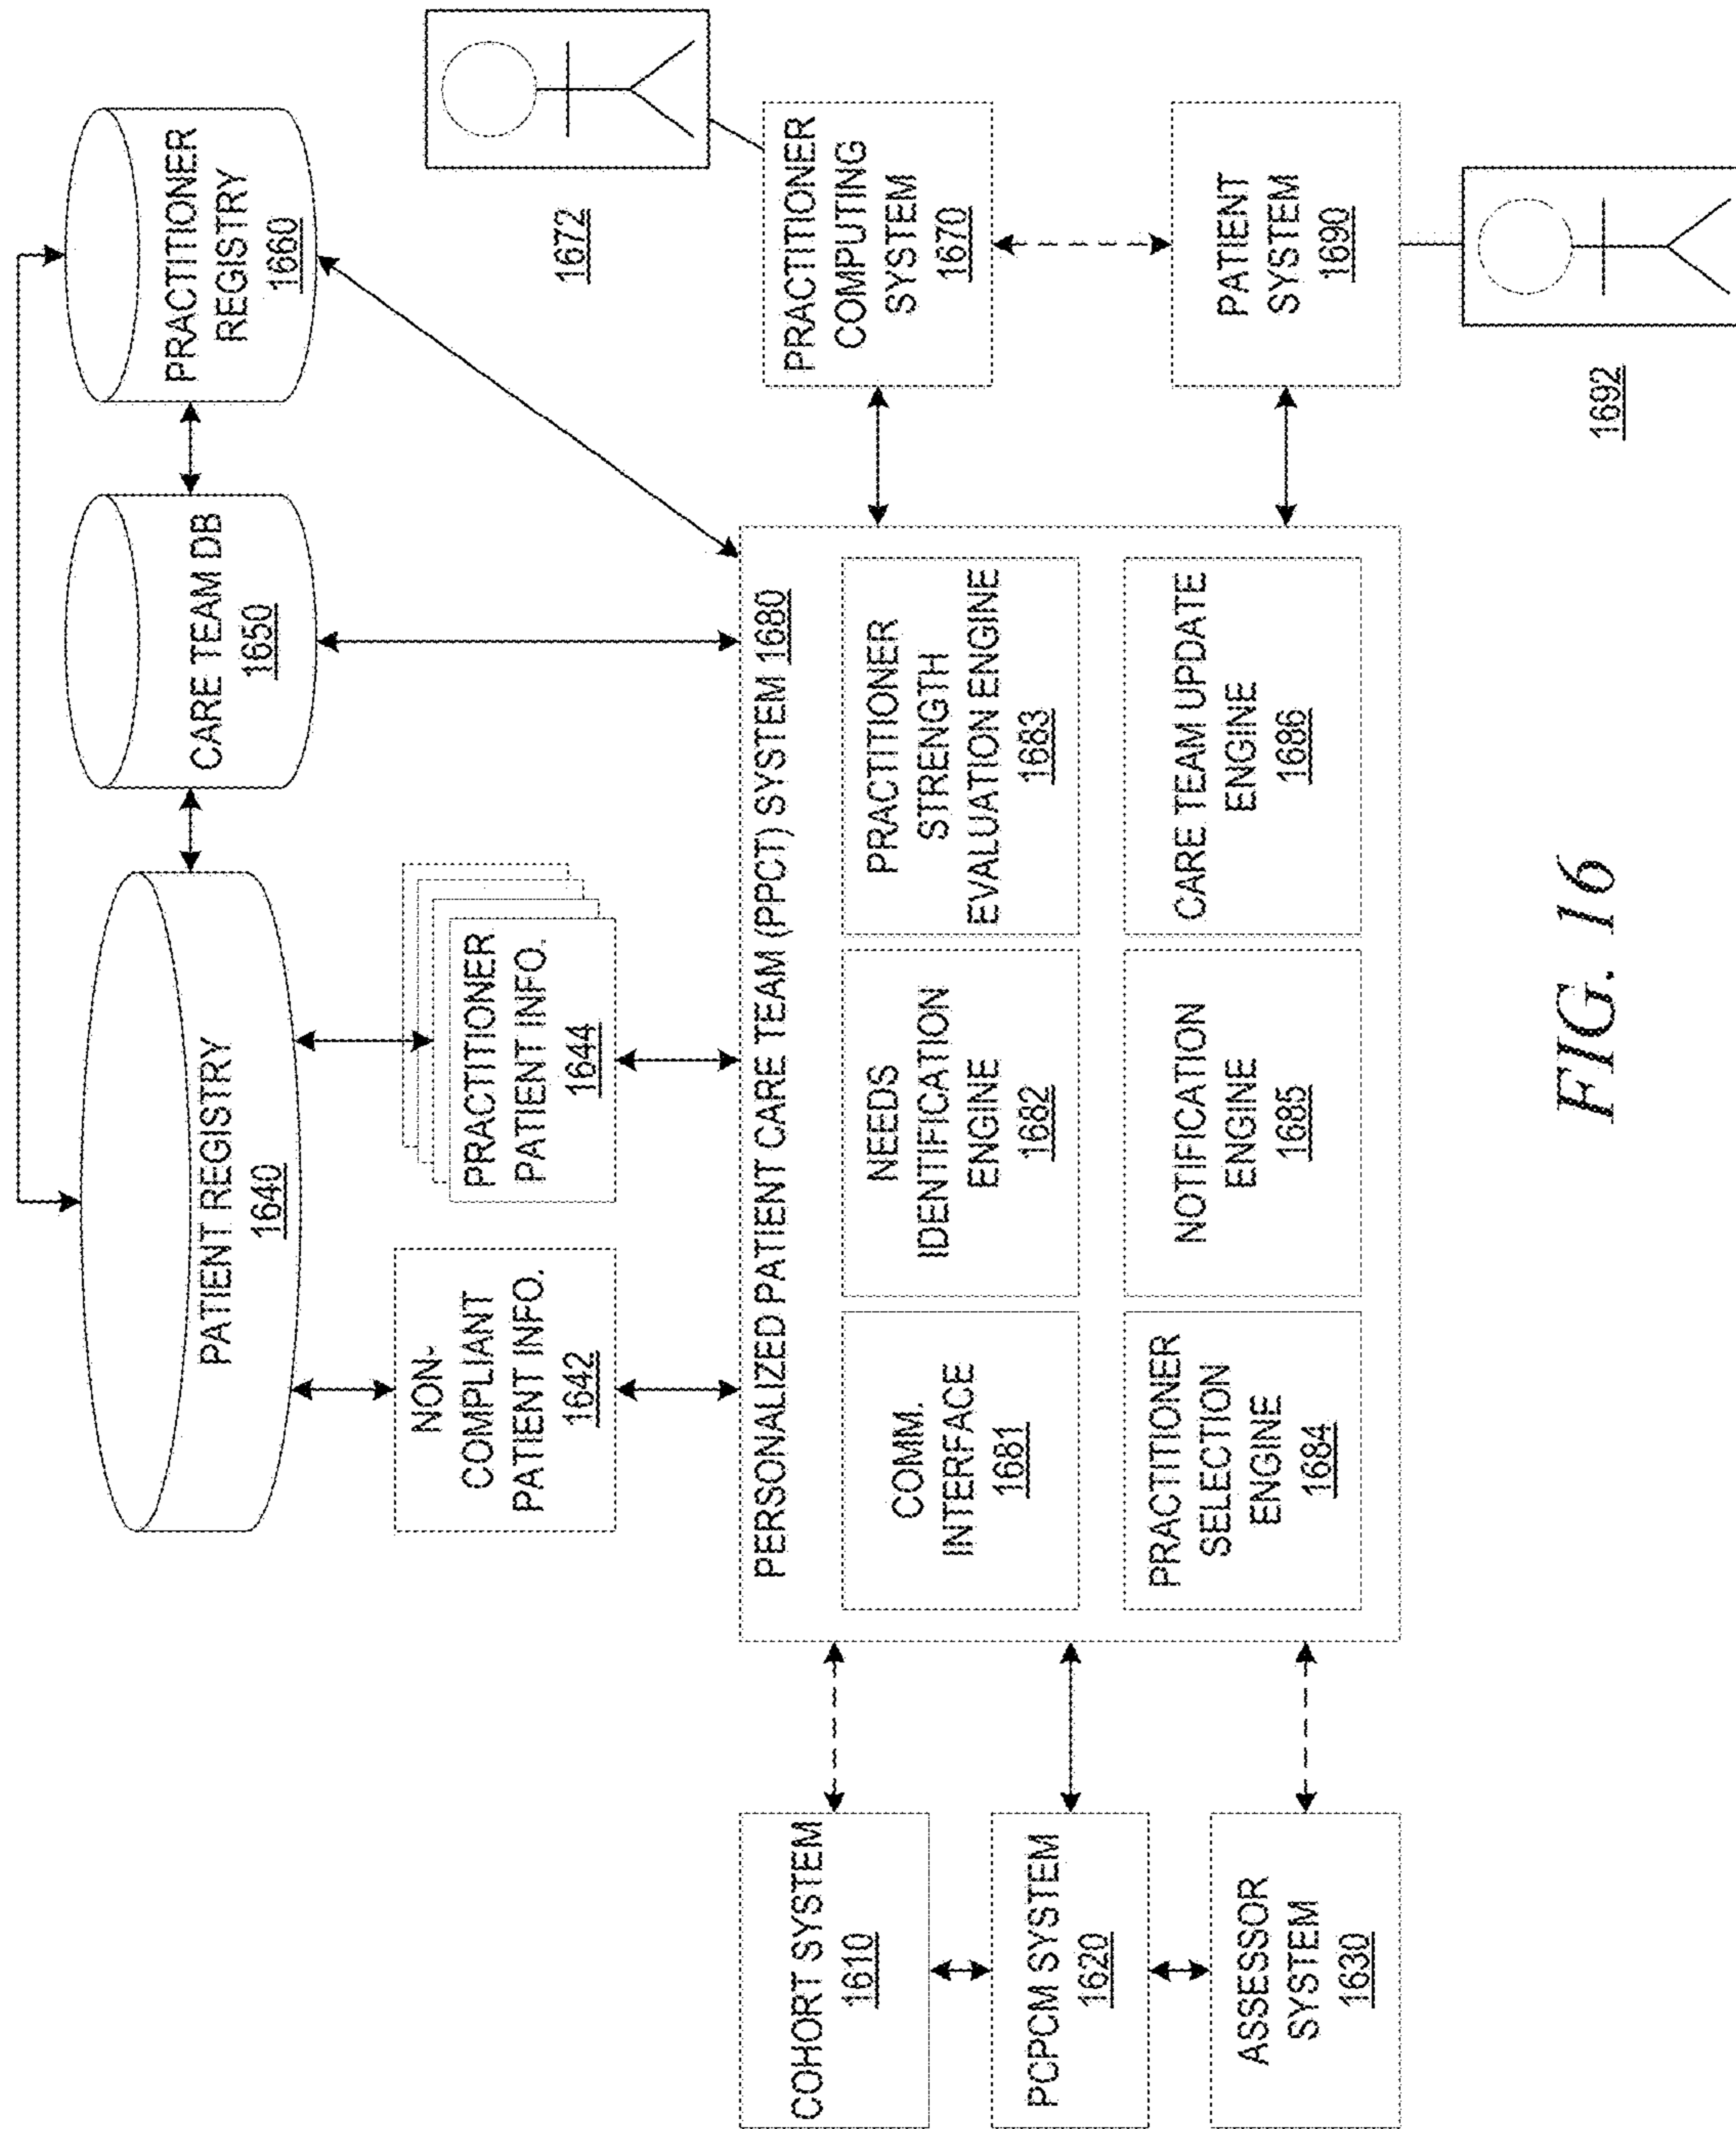 PATIENT REGISTRY
1640
CARE TEAM DB
1650
PRACTITIONER
REGISTRY
1660
NON-
COMPLIANT
PATIENT INFO.
1642
PRACTITIONER
PATIENT INFO.
1644
1672
COHORT SYSTEM
1610
PCPCM SYSTEM
1620
ASSESSOR
SYSTEM
1630
PERSONALIZED PATIENT CARE TEAM (PPCT) SYSTEM 1680
COMM.
INTERFACE
1681
NEEDS
IDENTIFICATION
ENGINE
1682
PRACTITIONER
STRENGTH
EVALUATION ENGINE
1683
PRACTITIONER
SELECTION
ENGINE
1684
NOTIFICATION
ENGINE
1685
CARE TEAM UPDATE
ENGINE
1686
PRACTITIONER
COMPUTING
SYSTEM
1670
PATIENT
SYSTEM
1690
1692
FIG. 16